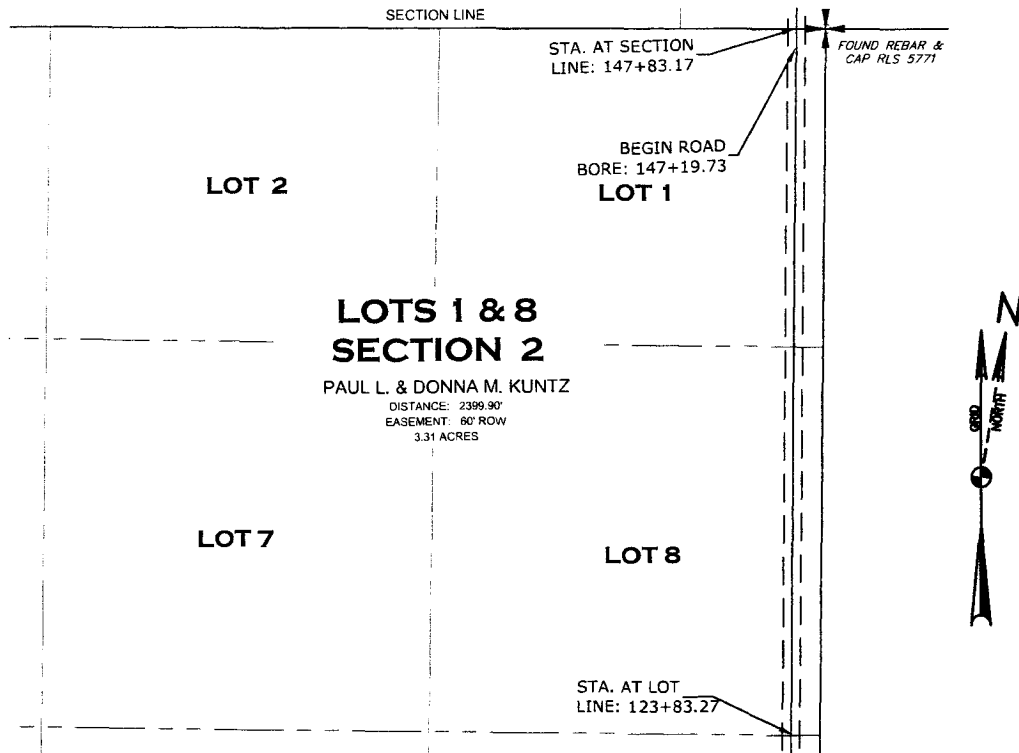 SECTION LINE
STA. AT SECTION
LINE: 147+83.17
FOUND REBAR &
CAP RLS 5771
BEGIN ROAD
BORE: 147+19.73
LOT 2
LOT 1
LOTS 1 & 8
SECTION 2
PAUL L. & DONNA M. KUNTZ
DISTANCE: 2399.90'
EASEMENT: 60' ROW
3.31 ACRES
N
GRID
NORTH
LOT 7
LOT 8
STA. AT LOT
LINE: 123+83.27